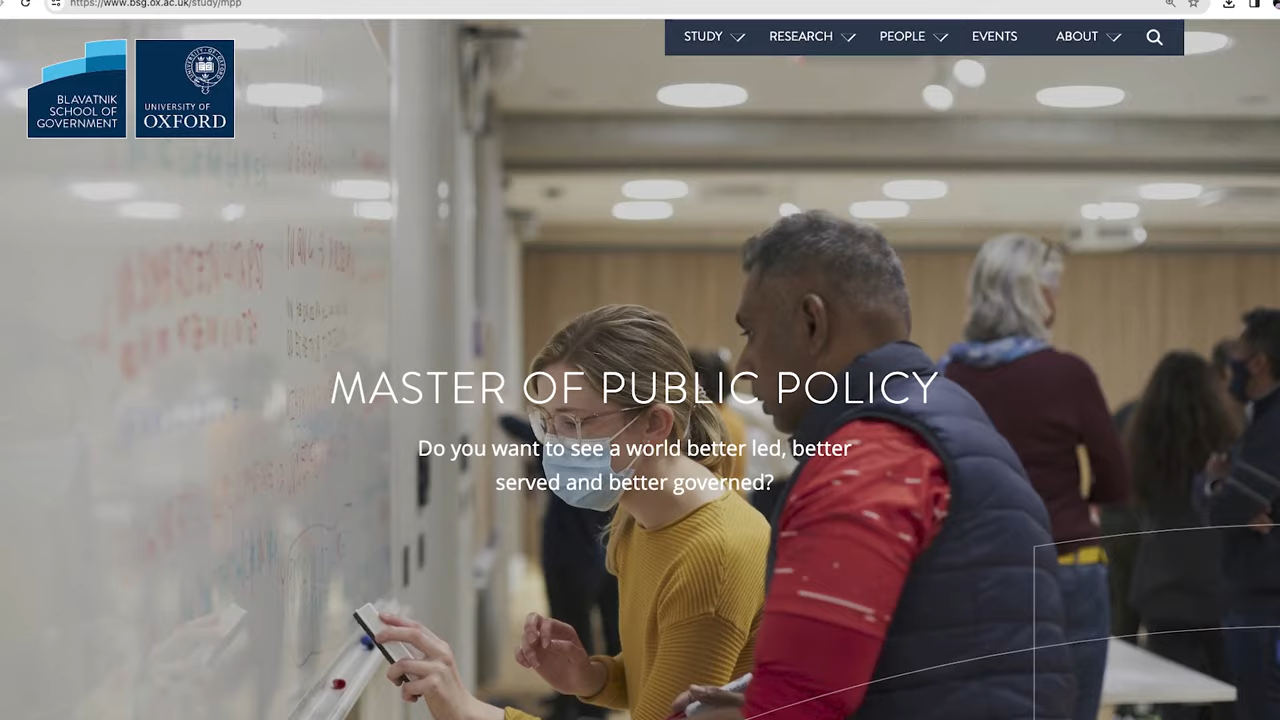 https://www.bsg.ox.ac.uk/study/mpp
STUDY RESEARCH PEOPLE EVENTS ABOUT
BLAVATNIK
SCHOOL OF
GOVERNMENT
UNIVERSITY OF
OXFORD
MASTER OF PUBLIC POLICY
Do you want to see a world better led, better
served and better governed?